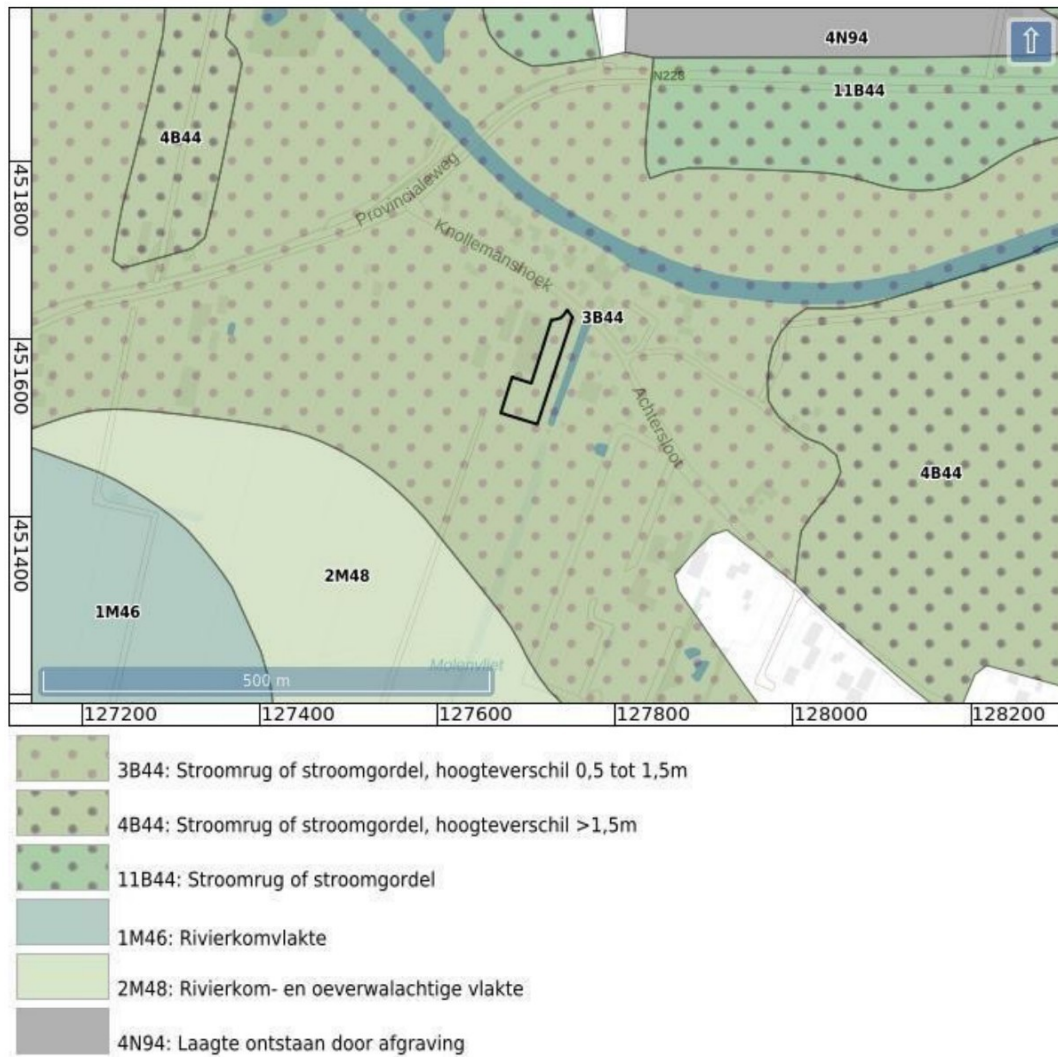 4N94
N228
11B44
4B44
451800
Provincialeweg
Knollemanshoek
3B44
451600
Achtersloot
4B44
451400
2M48
1M46
Molenvliet
500 m
127200
127400
127600
127800
128000
128200
3B44: Stroomrug of stroomgordel, hoogteverschil 0,5 tot 1,5m
4B44: Stroomrug of stroomgordel, hoogteverschil >1,5m
11B44: Stroomrug of stroomgordel
1M46: Rivierkomvlakte
2M48: Rivierkom- en oeverwalachtige vlakte
4N94: Laagte ontstaan door afgraving